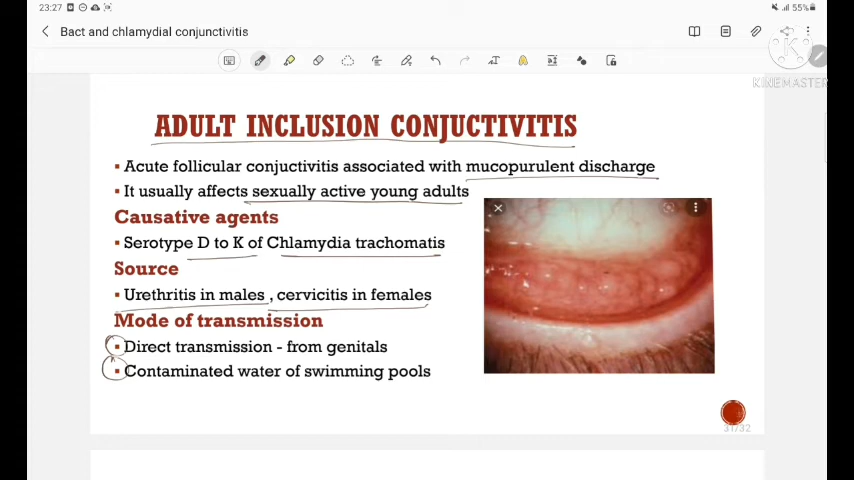 23:27
55%
Bact and chlamydial conjunctivitis
KINEMASTER
ADULT INCLUSION CONJUCTIVITIS
▪ Acute follicular conjuctivitis associated with mucopurulent discharge
▪ It usually affects sexually active young adults
Causative agents
▪ Serotype D to K of Chlamydia trachomatis
Source
▪ Urethritis in males , cervicitis in females
Mode of transmission
▪ Direct transmission - from genitals
▪ Contaminated water of swimming pools
31/32